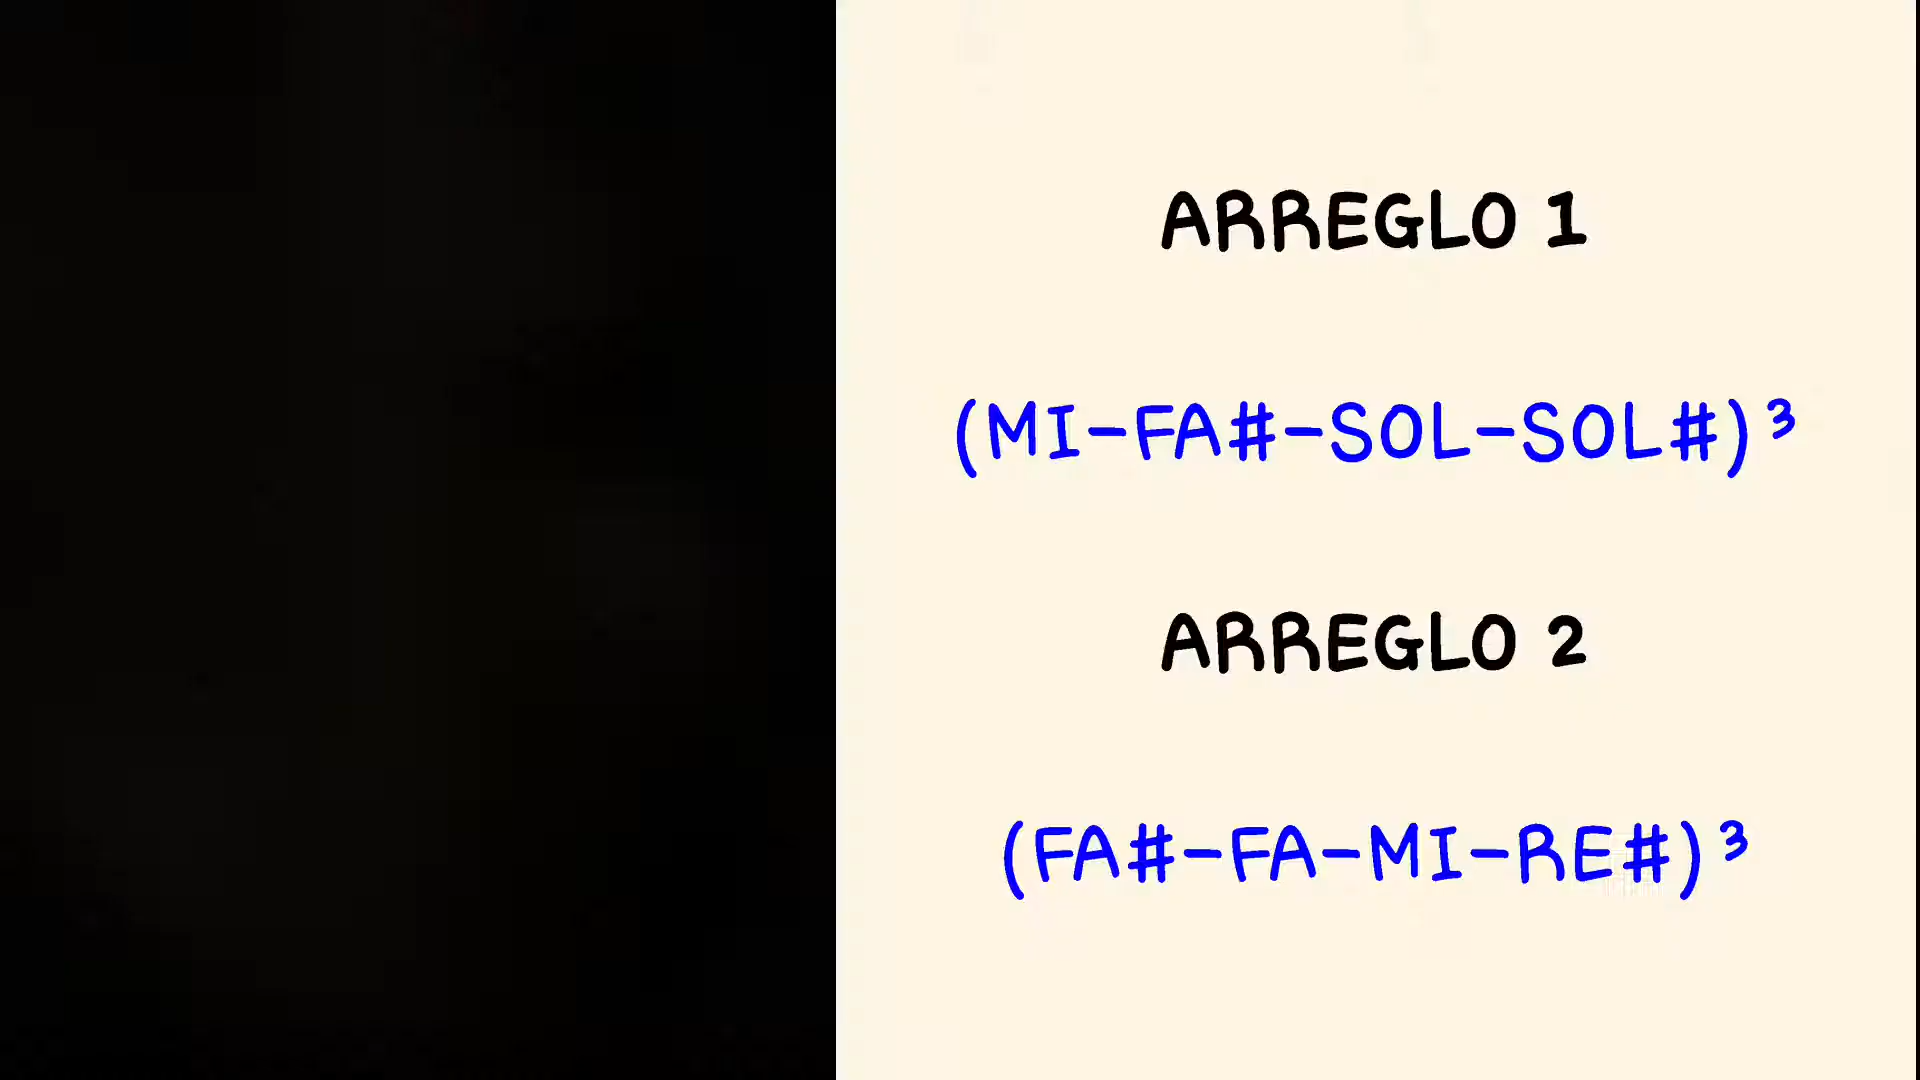 ARREGLO 1
(MI-FA#-SOL-SOL#)³
ARREGLO 2
(FA#-FA-MI-RE#)³